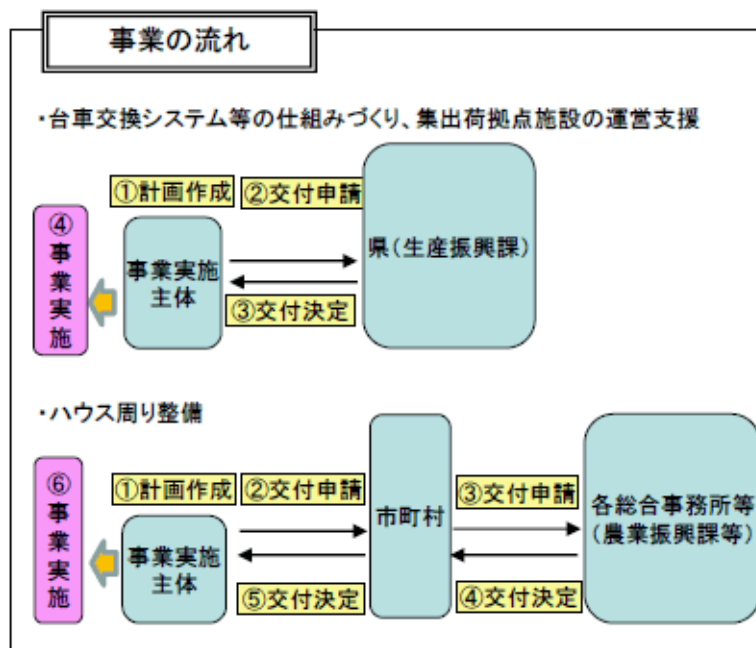 事業の流れ
・台車交換システム等の仕組みづくり、集出荷拠点施設の運営支援
①計画作成
②交付申請
④事業実施
事業実施
主体
県(生産振興課)
③交付決定
・ハウス周り整備
①計画作成
②交付申請
③交付申請
⑥事業実施
事業実施
主体
市町村
各総合事務所等
(農業振興課等)
⑤交付決定
④交付決定